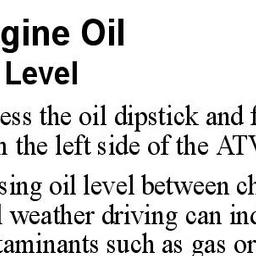 gine Oil
Level
ess the oil dipstick and f
n the left side of the ATV
sing oil level between ch
weather driving can inc
taminants such as gas or